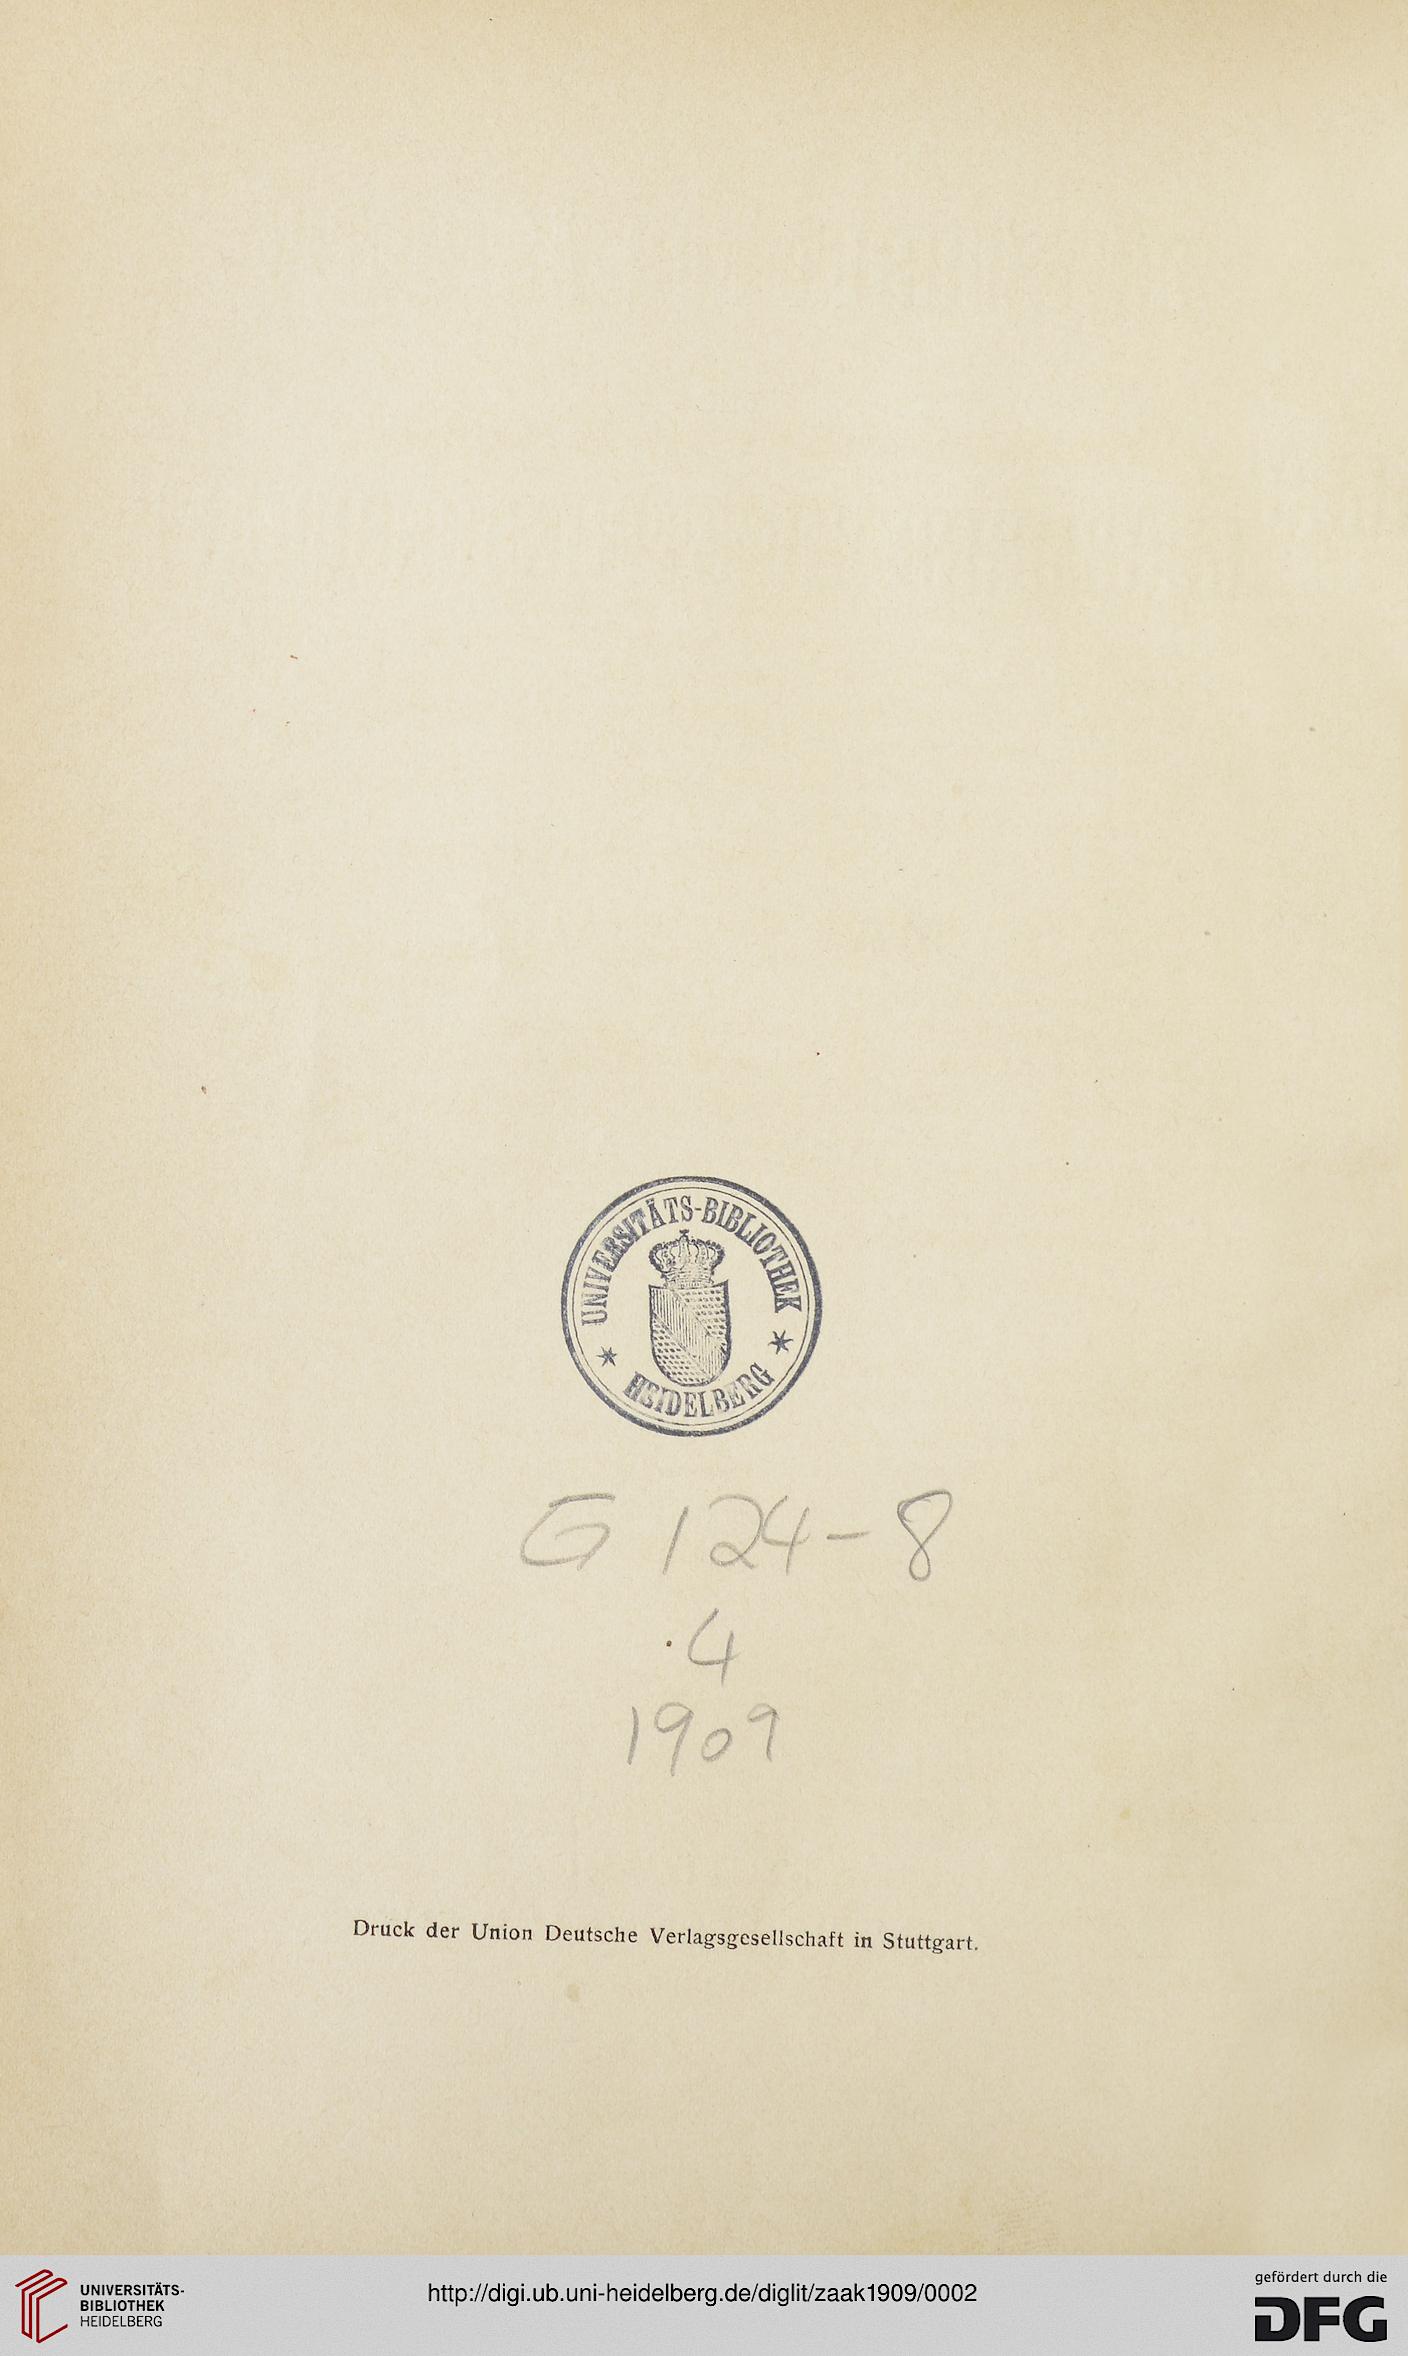 UNIVERSITÄTS-BIBLIOTHEK
* HEIDELBERG *
G 124-8
4
1909
Druck der Union Deutsche Verlagsgesellschaft in Stuttgart.
UNIVERSITÄTS-
BIBLIOTHEK
HEIDELBERG
http://digi.ub.uni-heidelberg.de/diglit/zaak1909/0002
gefördert durch die
DFG